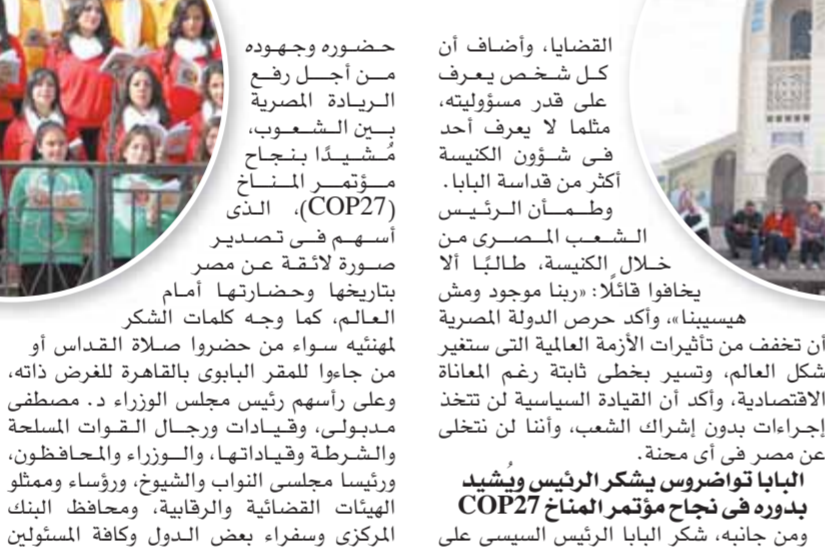 القضايا، وأضاف أن
كل شخص يعرف
على قدر مسؤوليته،
مثلما لا يعرف أحد
فى شؤون الكنيسة
أكثر من قداسة البابا.
وطمأن الرئيس
الشعب المصرى من
خلال الكنيسة، طالبًا ألا
يخافوا قائلًا: «ربنا موجود ومش
هيسيبنا»، وأكد حرص الدولة المصرية
أن تخفف من تأثيرات الأزمة العالمية التى ستغير
شكل العالم، وتسير بخطى ثابتة رغم المعاناة
الاقتصادية، وأكد أن القيادة السياسية لن تتخذ
إجراءات بدون إشراك الشعب، وأننا لن نتخلى
عن مصر فى أى محنة.
البابا تواضروس يشكر الرئيس ويُشيد
بدوره فى نجاح مؤتمر المناخ COP27
ومن جانبه، شكر البابا الرئيس السيسى على
حضوره وجهوده
من أجل رفع
الريادة المصرية
بين الشعوب،
مُشيدًا بنجاح
مؤتمر المناخ
(COP27)، الذى
أسهم فى تصدير
صورة لائقة عن مصر
بتاريخها وحضارتها أمام
العالم، كما وجه كلمات الشكر
لمهنئيه سواء من حضروا صلاة القداس أو
من جاءوا للمقر البابوى بالقاهرة للغرض ذاته،
وعلى رأسهم رئيس مجلس الوزراء د. مصطفى
مدبولى، وقيادات ورجال القوات المسلحة
والشرطة وقياداتها، والوزراء والمحافظون،
ورئيسا مجلسى النواب والشيوخ، ورؤساء وممثلو
الهيئات القضائية والرقابية، ومحافظ البنك
المركزى وسفراء بعض الدول وكافة المسئولين